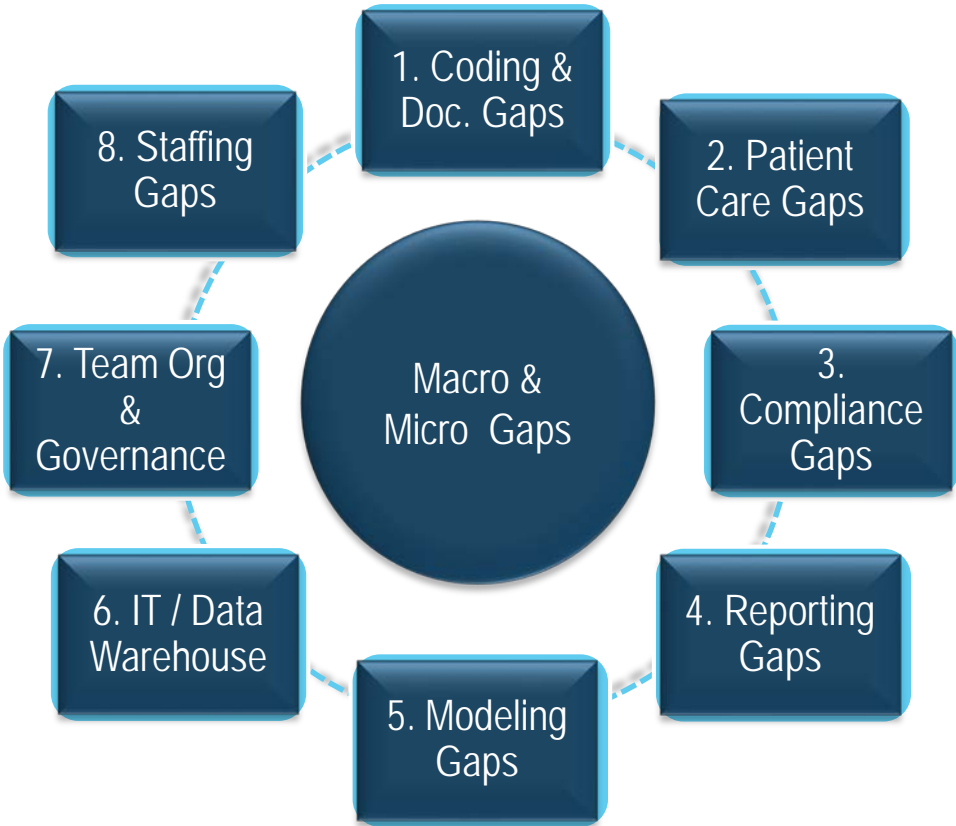 1. Coding &
Doc. Gaps
2. Patient
Care Gaps
3.
Compliance
Gaps
4. Reporting
Gaps
5. Modeling
Gaps
6. IT / Data
Warehouse
7. Team Org
&
Governance
8. Staffing
Gaps
Macro &
Micro Gaps